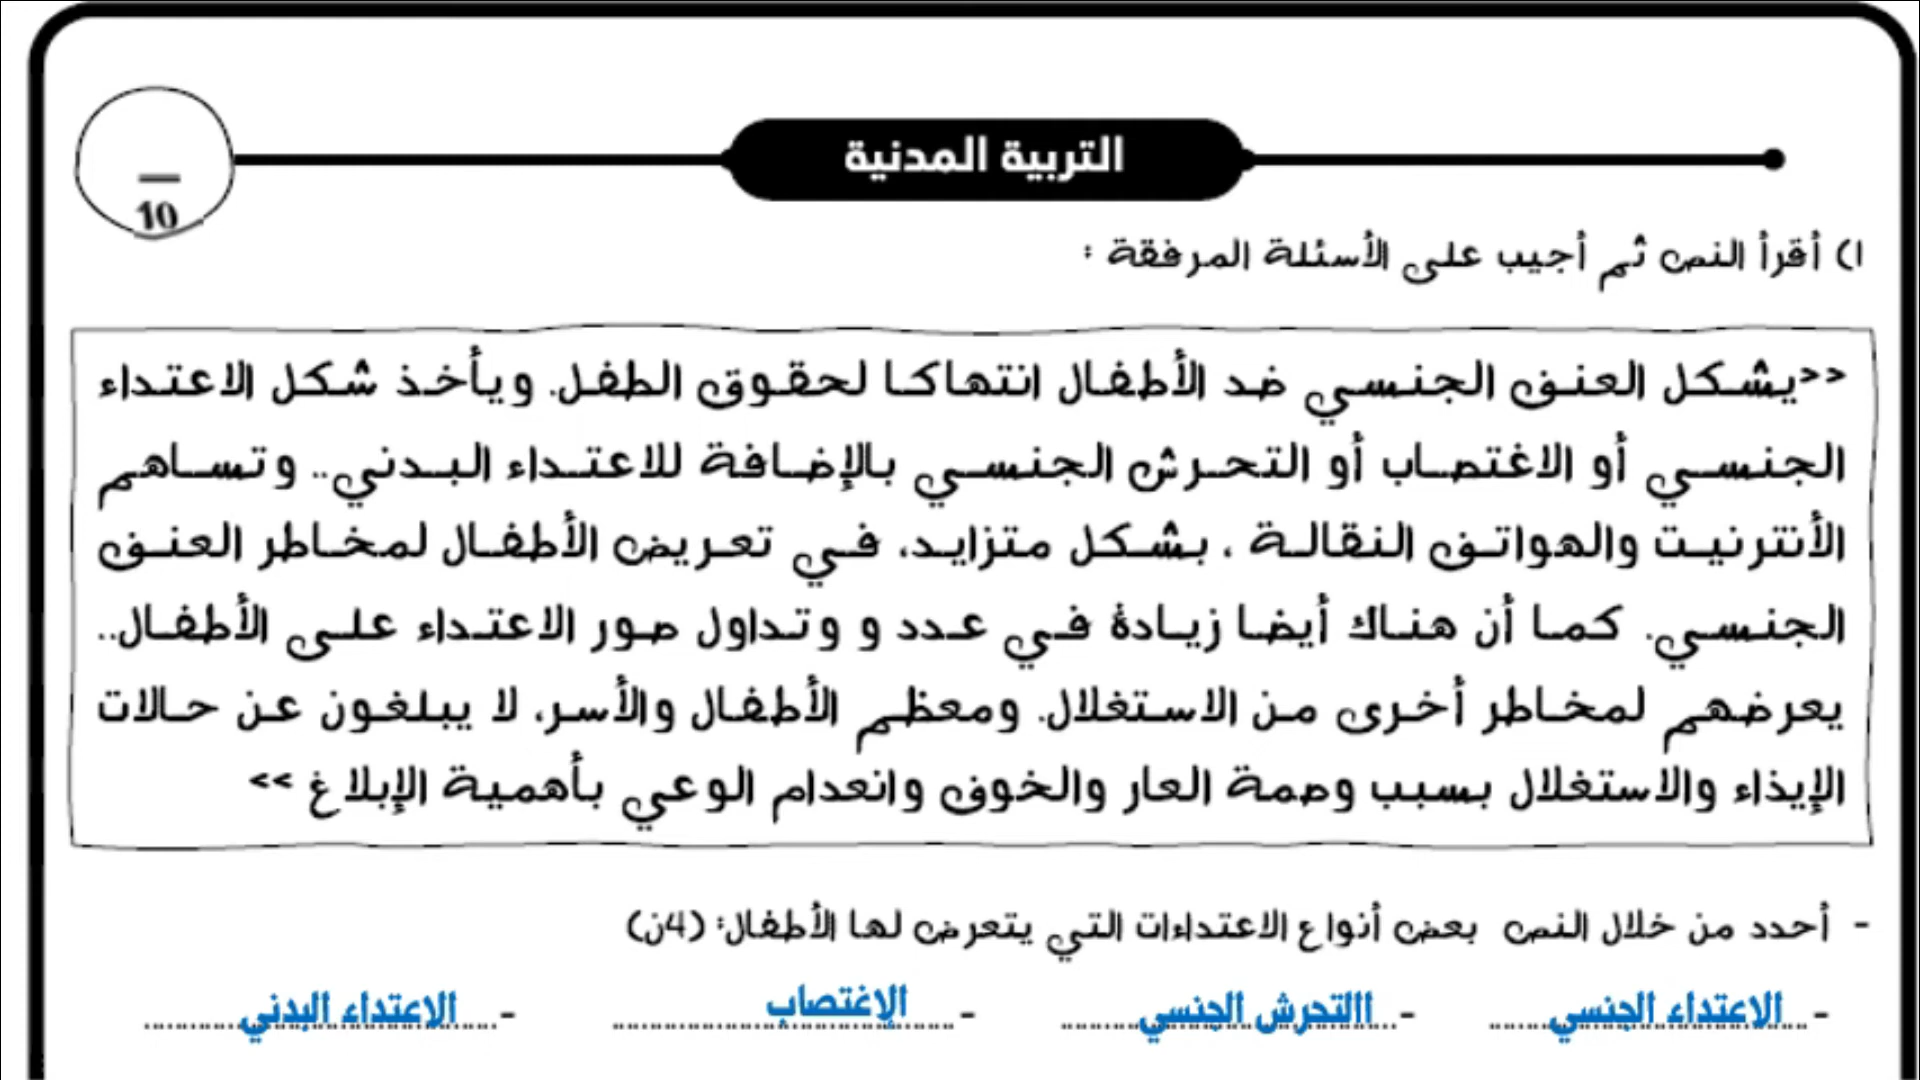 التربية المدنية
10
1) أقرأ النص ثم أجيب على الأسئلة المرفقة :
<<يشكل العنف الجنسي ضد الأطفال انتهاكا لحقوق الطفل. ويأخذ شكل الاعتداء
الجنسي أو الاغتصاب أو التحرش الجنسي بالإضافة للاعتداء البدني.. وتساهم
الأنترنيت والهواتف النقالة ، بشكل متزايد، في تعريض الأطفال لمخاطر العنف
الجنسي. كما أن هناك أيضا زيادة في عدد و وتداول صور الاعتداء على الأطفال..
يعرضهم لمخاطر أخرى من الاستغلال. ومعظم الأطفال والأسر، لا يبلغون عن حالات
الإيذاء والاستغلال بسبب وصمة العار والخوف وانعدام الوعي بأهمية الإبلاغ >>
- أحدد من خلال النص بعض أنواع الاعتداءات التي يتعرض لها الأطفال: (4ن)
- الاعتداء الجنسي - االتحرش الجنسي - الإغتصاب - الاعتداء البدني